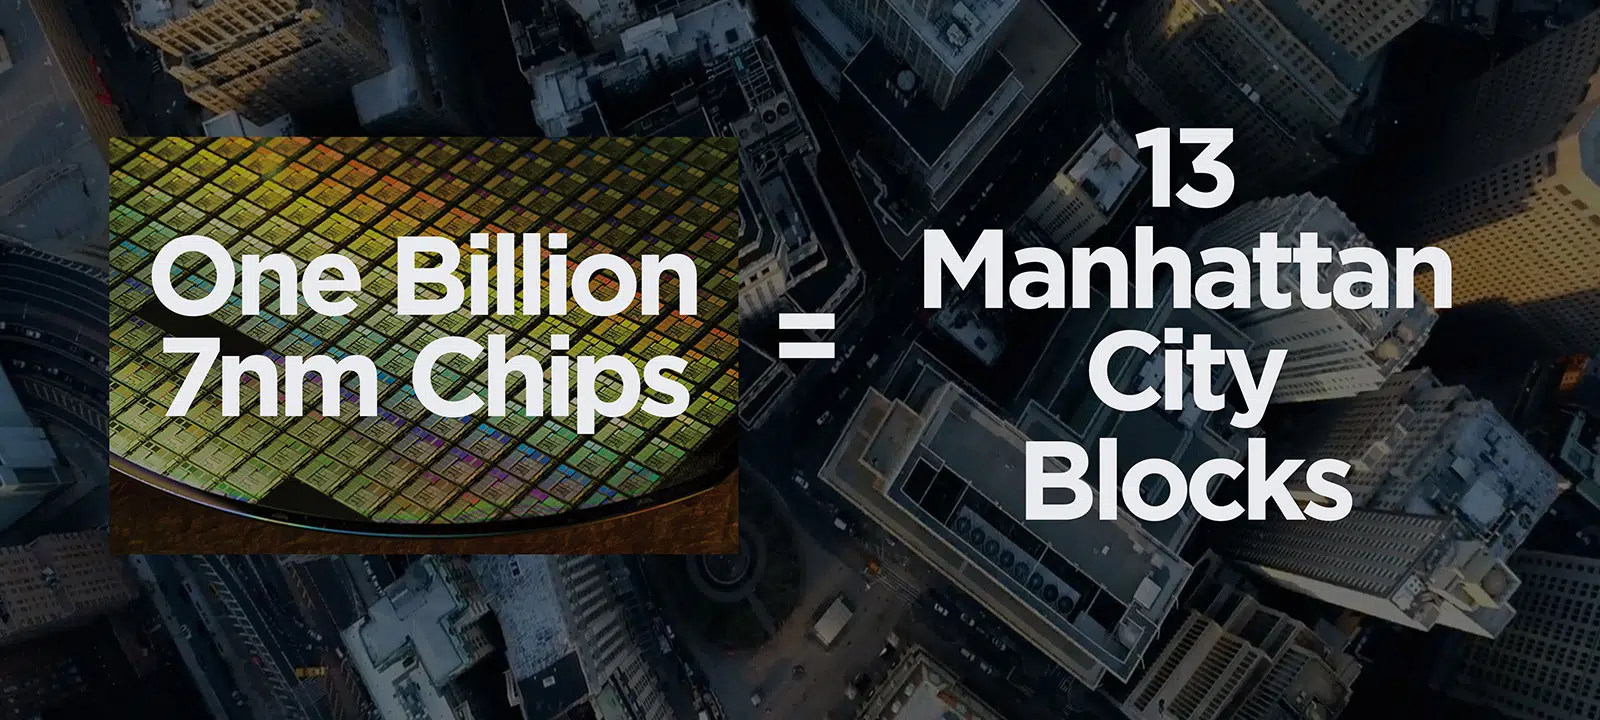 One Billion
7nm Chips
=
13
Manhattan
City
Blocks